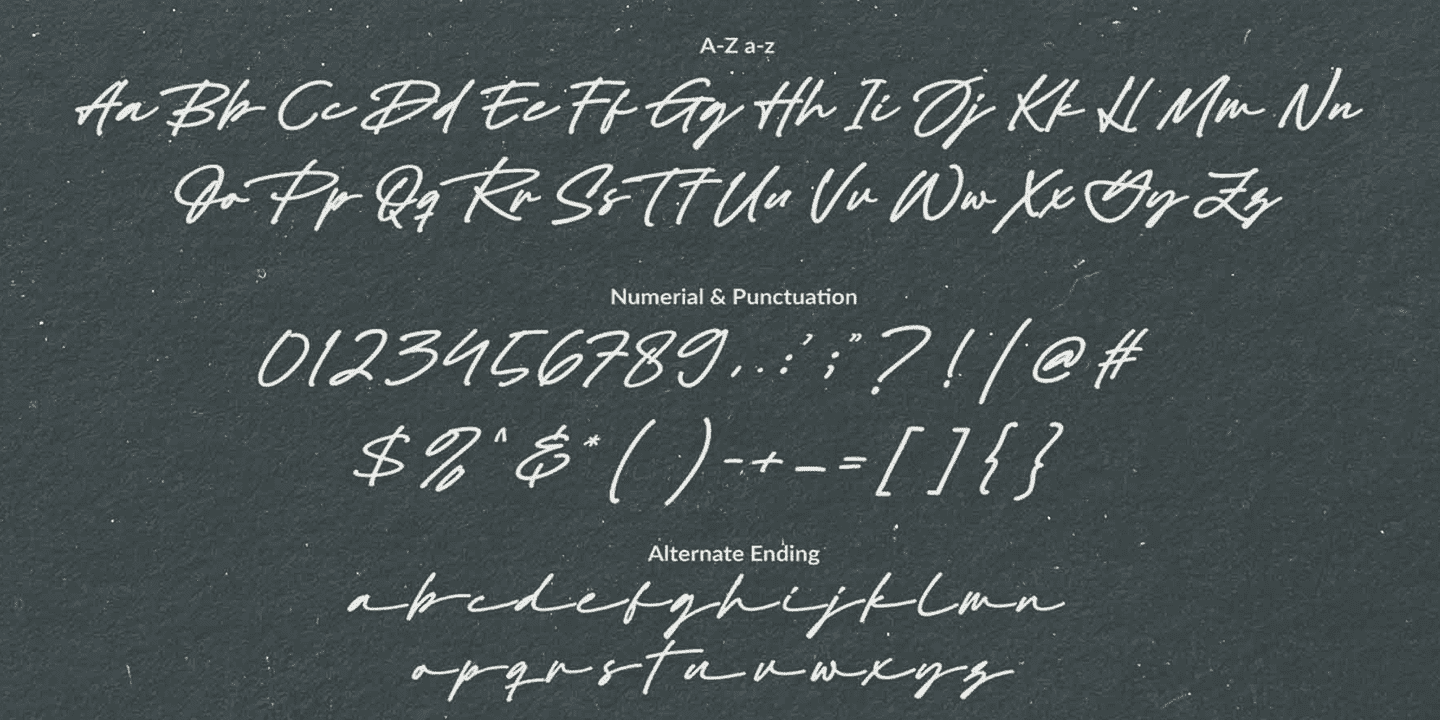 A-Z a-z
Aa Bb Cc Dd Ee Ff Gg Hh Ii Jj Kk Ll Mm Nn
Oo Pp Qq Rr Ss Tt Uu Vv Ww Xx Yy Zz
Numerial & Punctuation
0123456789,.:';"?!/@#
$%^&*()-+_=[]{}
Alternate Ending
abcdefghijklmn
opqrstuvwxyz